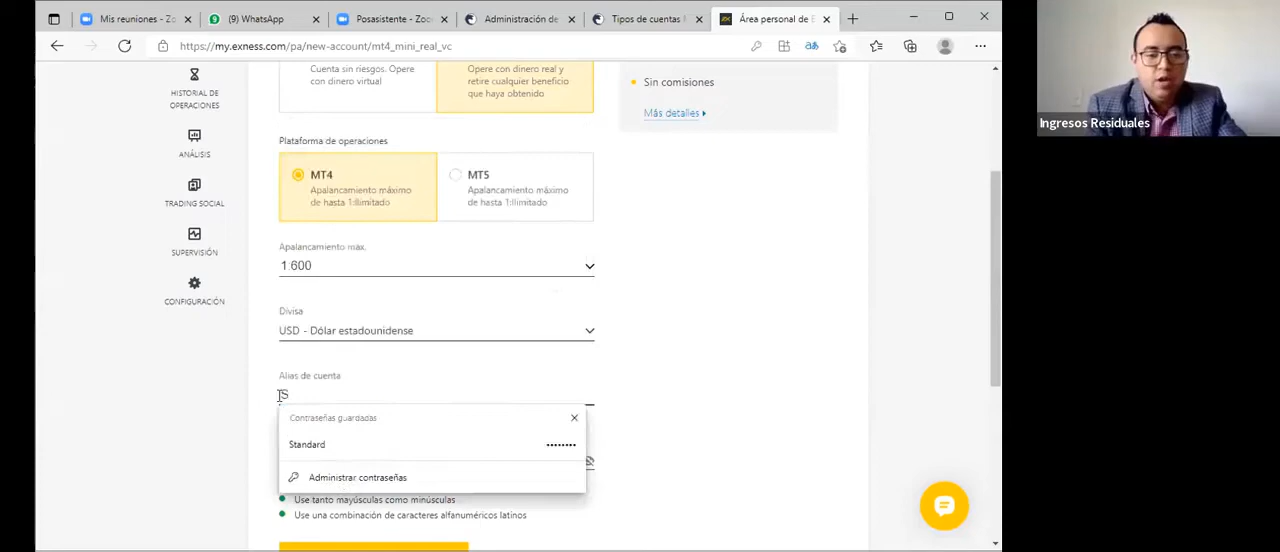 Mis reuniones - Zoo
(9) WhatsApp
Posasistente - Zoo
Administración de
Tipos de cuentas
Área personal de E
https://my.exness.com/pa/new-account/mt4_mini_real_vc
HISTORIAL DE
OPERACIONES
ANÁLISIS
TRADING SOCIAL
SUPERVISIÓN
CONFIGURACIÓN
Cuenta sin riesgos. Opere
con dinero virtual
Opere con dinero real y
retire cualquier beneficio
que haya obtenido
Sin comisiones
Más detalles
Plataforma de operaciones
MT4
Apalancamiento máximo
de hasta 1:Ilimitado
MT5
Apalancamiento máximo
de hasta 1:Ilimitado
Apalancamiento máx.
1:600
Divisa
USD - Dólar estadounidense
Alias de cuenta
S
Contraseñas guardadas
Standard ••••••••
Administrar contraseñas
Use tanto mayúsculas como minúsculas
Use una combinación de caracteres alfanuméricos latinos
Ingresos Residuales